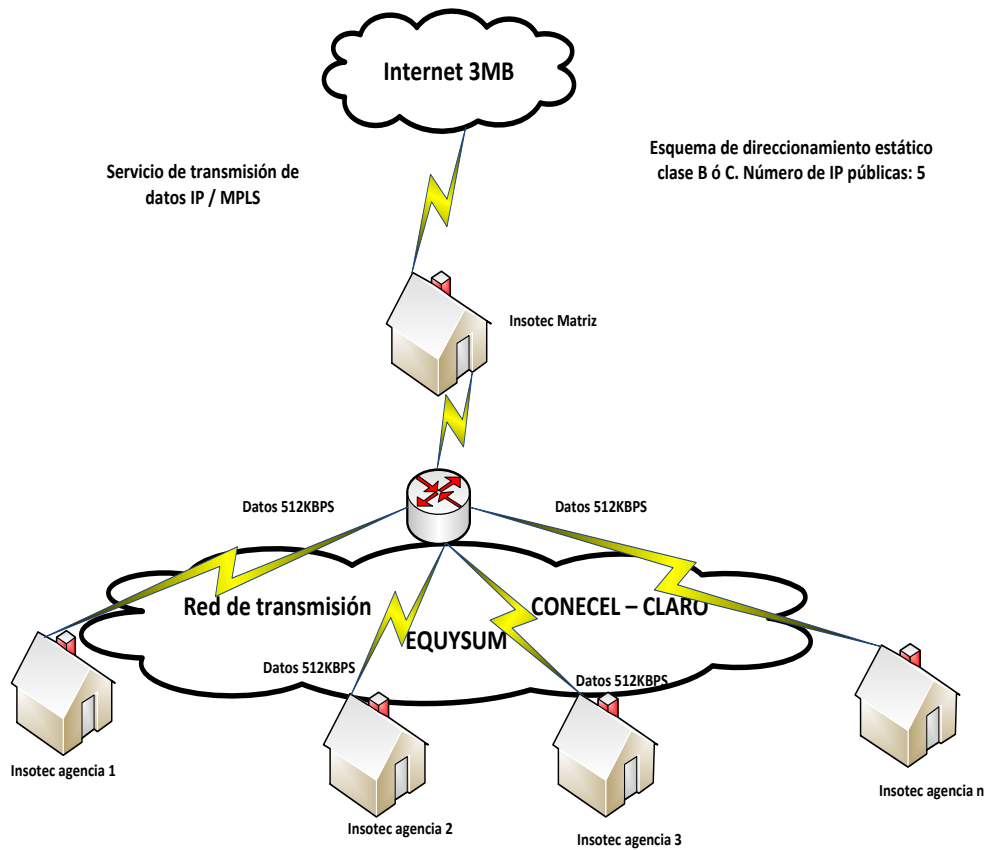 Internet 3MB
Servicio de transmisión de
datos IP / MPLS
Esquema de direccionamiento estático
clase B ó C. Número de IP públicas: 5
Insotec Matriz
Datos 512KBPS
Datos 512KBPS
Red de transmisión
CONECEL – CLARO
EQUYSUM
Datos 512KBPS
Datos 512KBPS
Insotec agencia 1
Insotec agencia 2
Insotec agencia 3
Insotec agencia n